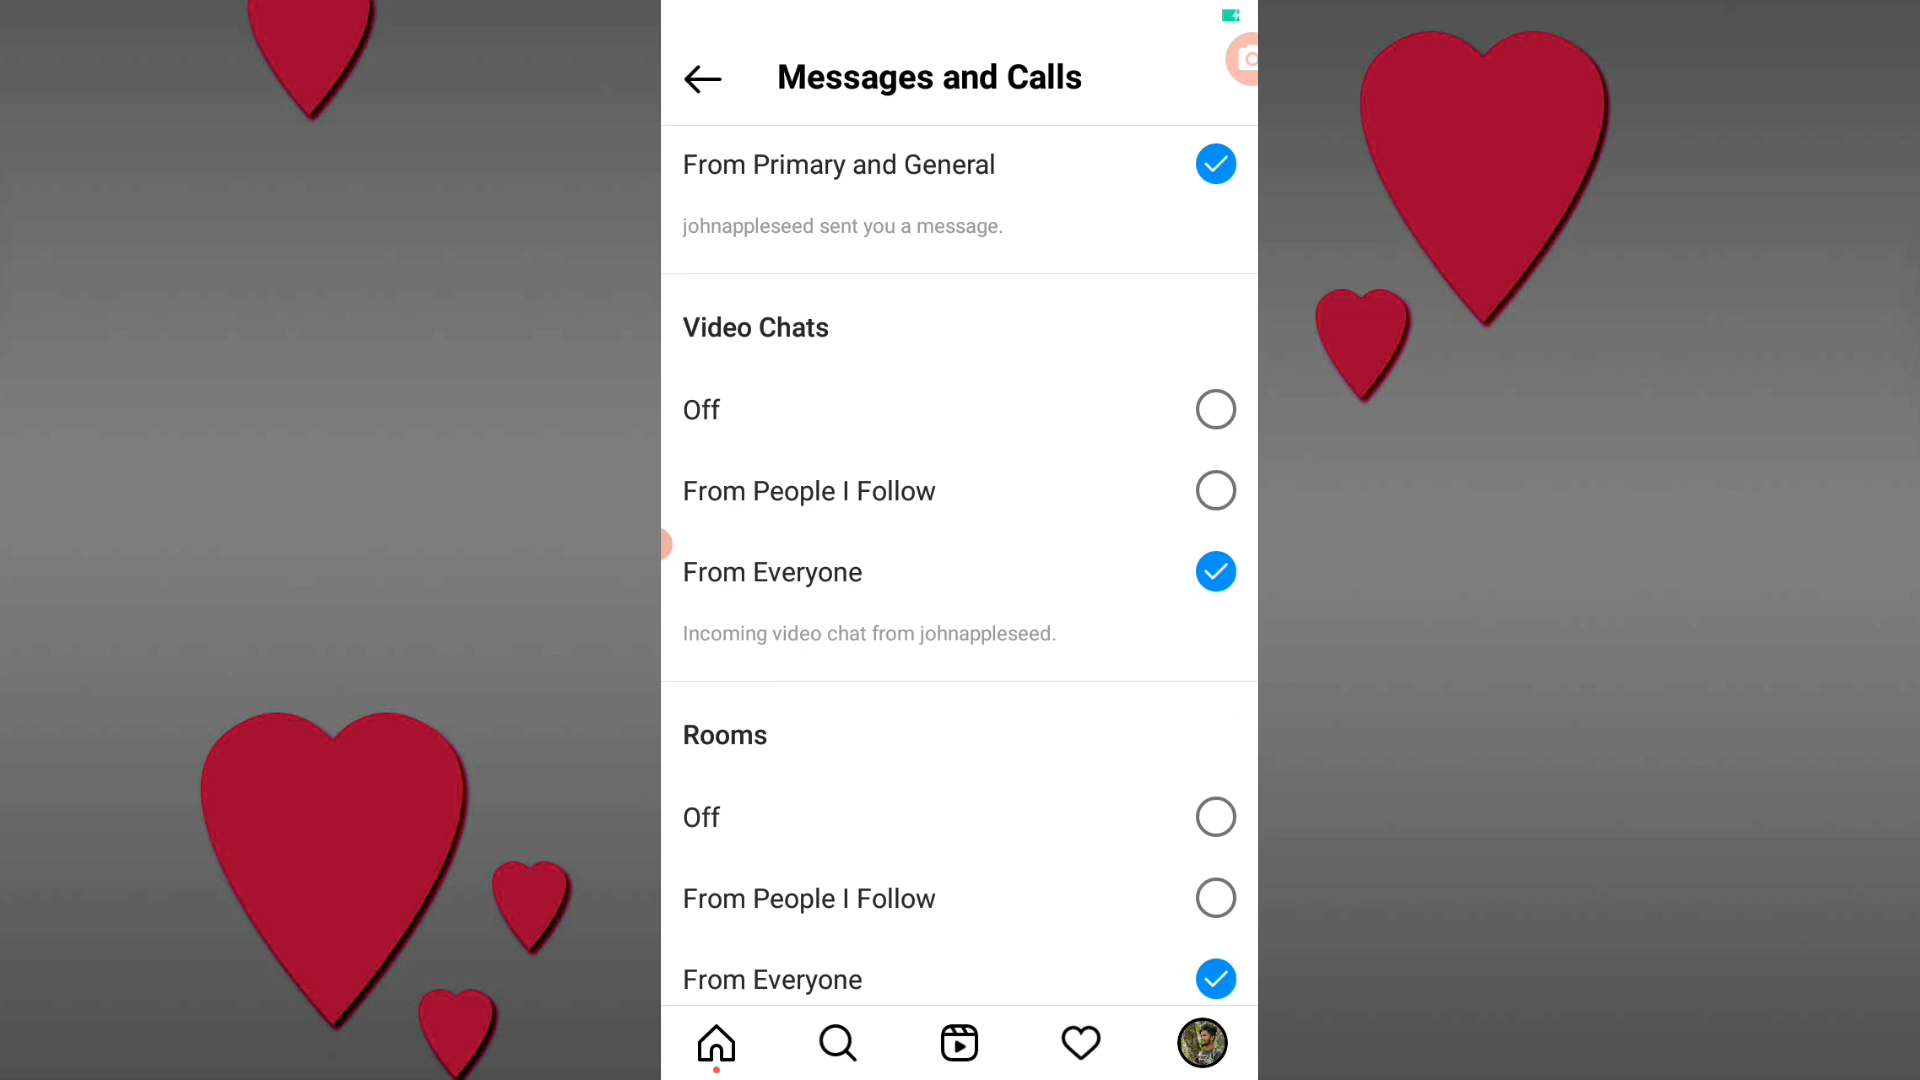 Messages and Calls
From Primary and General
johnappleseed sent you a message.
Video Chats
Off
From People I Follow
From Everyone
Incoming video chat from johnappleseed.
Rooms
Off
From People I Follow
From Everyone